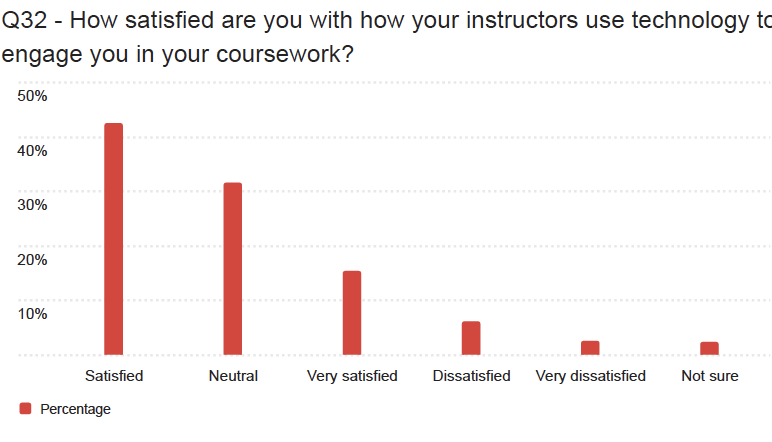 Q32 - How satisfied are you with how your instructors use technology to
engage you in your coursework?
50%
40%
30%
20%
10%
Satisfied Neutral Very satisfied Dissatisfied Very dissatisfied Not sure
Percentage